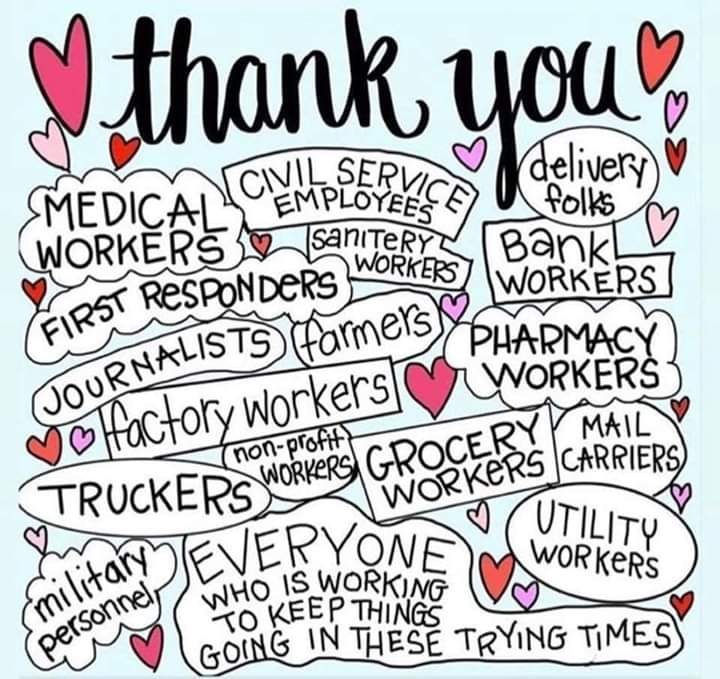 thank you
MEDICAL
WORKERS
CIVIL SERVICE
EMPLOYEES
delivery
folks
SaniTeRY
WORKERS
Bank
WORKERS
FIRST ResPONDeRS
JOURNALISTS
farmers
PHARMACY
WORKERS
factory workers
non-profit
WORKeRS
GROCERY
WORKeRS
MAIL
CARRIERS
TRUCKERS
UTILITY
WORKeRS
military
personnel
EVERYONE
WHO IS WORKING
TO KEEP THINGS
GOING IN THESE TRYING TiMES